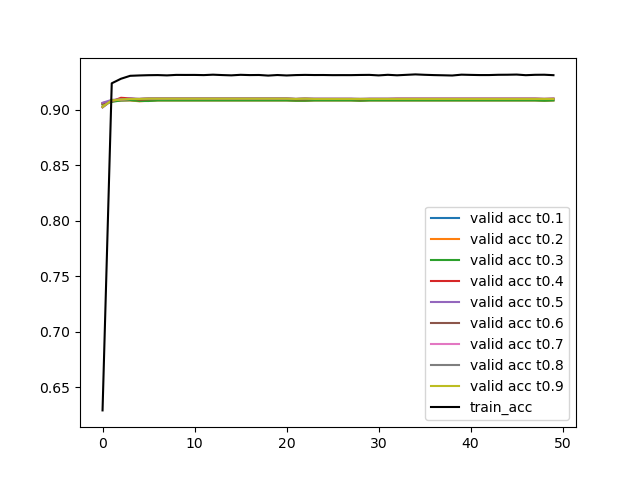 0.90
0.85
0.80
0.75
0.70
0.65
valid acc t0.1
valid acc t0.2
valid acc t0.3
valid acc t0.4
valid acc t0.5
valid acc t0.6
valid acc t0.7
valid acc t0.8
valid acc t0.9
train_acc
0 10 20 30 40 50